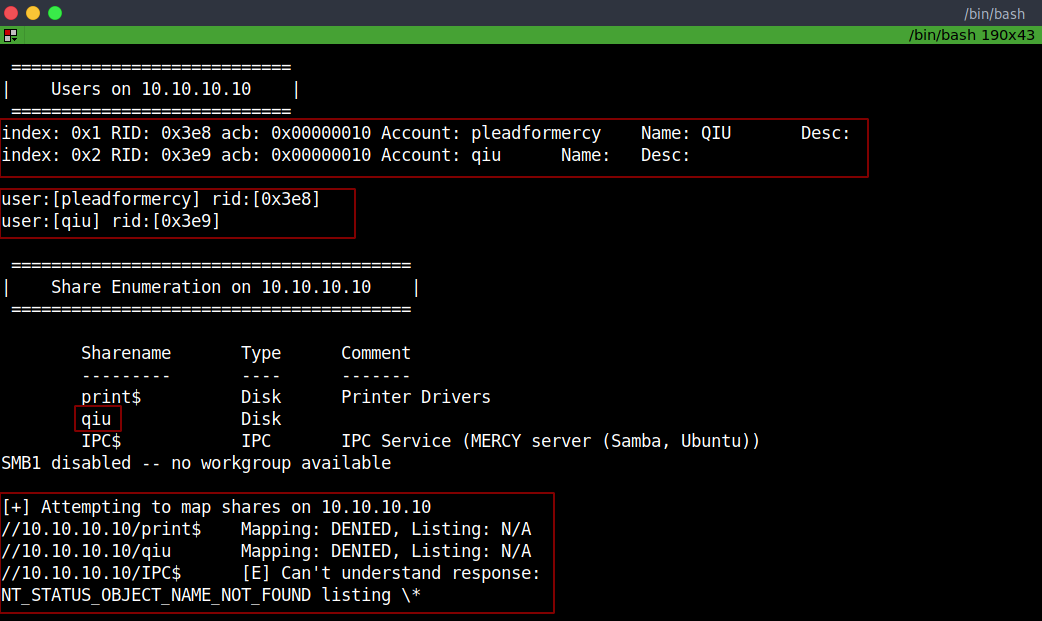 /bin/bash
/bin/bash 190x43
============================
| Users on 10.10.10.10 |
============================
index: 0x1 RID: 0x3e8 acb: 0x00000010 Account: pleadformercy Name: QIU Desc:
index: 0x2 RID: 0x3e9 acb: 0x00000010 Account: qiu Name: Desc:
user:[pleadformercy] rid:[0x3e8]
user:[qiu] rid:[0x3e9]
========================================
| Share Enumeration on 10.10.10.10 |
========================================
Sharename Type Comment
--------- ---- -------
print$ Disk Printer Drivers
qiu Disk
IPC$ IPC IPC Service (MERCY server (Samba, Ubuntu))
SMB1 disabled -- no workgroup available
[+] Attempting to map shares on 10.10.10.10
//10.10.10.10/print$ Mapping: DENIED, Listing: N/A
//10.10.10.10/qiu Mapping: DENIED, Listing: N/A
//10.10.10.10/IPC$ [E] Can't understand response:
NT_STATUS_OBJECT_NAME_NOT_FOUND listing \*